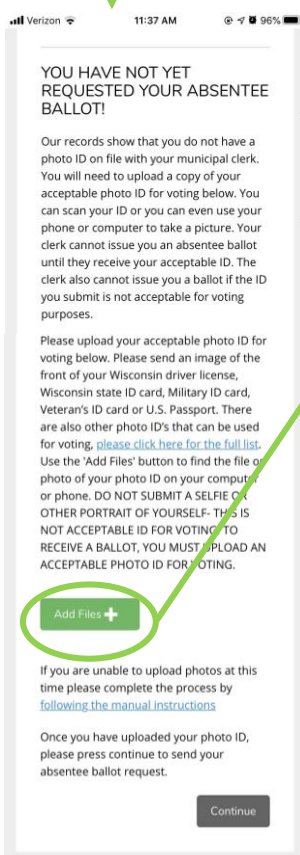 Verizon 11:37 AM 96%
YOU HAVE NOT YET
REQUESTED YOUR ABSENTEE
BALLOT!
Our records show that you do not have a
photo ID on file with your municipal clerk.
You will need to upload a copy of your
acceptable photo ID for voting below. You
can scan your ID or you can even use your
phone or computer to take a picture. Your
clerk cannot issue you an absentee ballot
until they receive your acceptable ID. The
clerk also cannot issue you a ballot if the ID
you submit is not acceptable for voting
purposes.
Please upload your acceptable photo ID for
voting below. Please send an image of the
front of your Wisconsin driver license,
Wisconsin state ID card, Military ID card,
Veteran's ID card or U.S. Passport. There
are also other photo ID's that can be used
for voting, please click here for the full list.
Use the 'Add Files' button to find the file or
photo of your photo ID on your computer
or phone. DO NOT SUBMIT A SELFIE OR
OTHER PORTRAIT OF YOURSELF- THIS IS
NOT ACCEPTABLE ID FOR VOTING. TO
RECEIVE A BALLOT, YOU MUST UPLOAD AN
ACCEPTABLE PHOTO ID FOR VOTING.
Add Files
If you are unable to upload photos at this
time please complete the process by
following the manual instructions
Once you have uploaded your photo ID,
please press continue to send your
absentee ballot request.
Continue